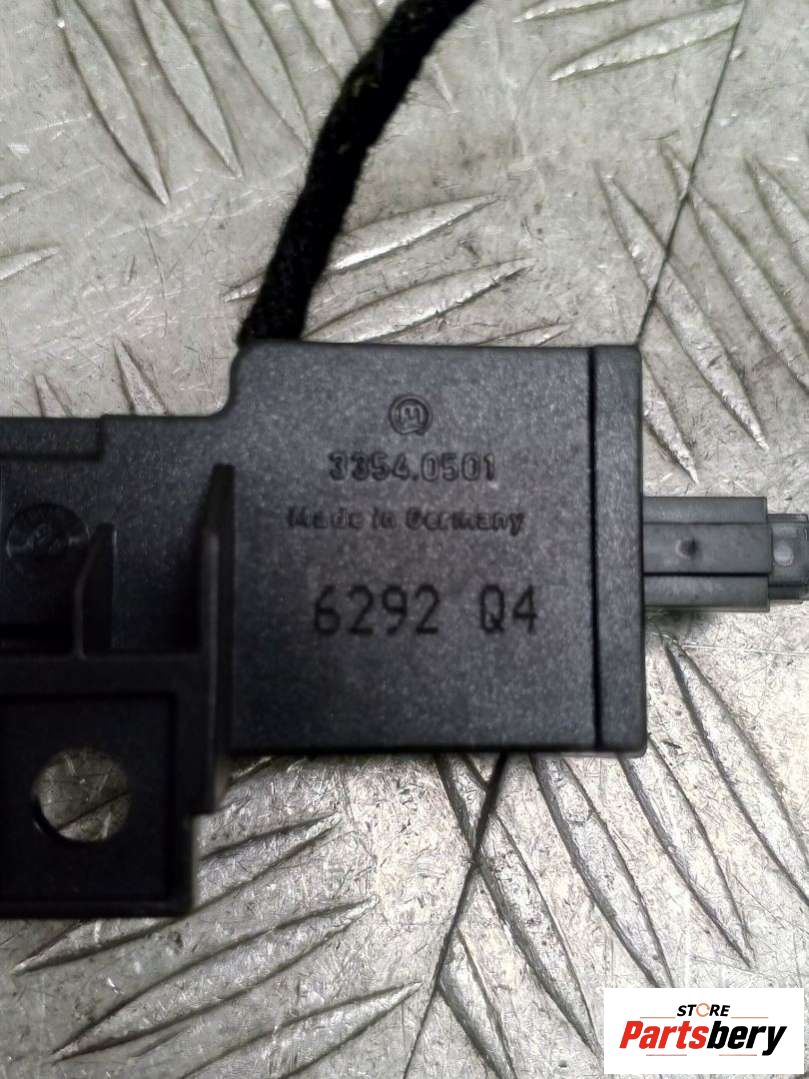 3354.0501
Made in Germany
6292 Q4
STORE
Partsbery